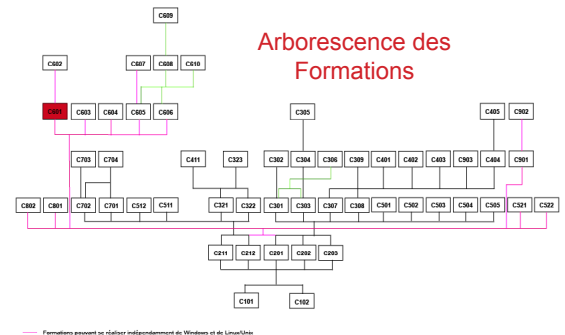 C609
Arborescence des
Formations
C602
C607
C608
C610
C601
C603
C604
C605
C606
C305
C405
C902
C703
C704
C411
C323
C302
C304
C306
C309
C401
C402
C403
C903
C404
C901
C802
C801
C702
C701
C512
C511
C321
C322
C301
C303
C307
C308
C501
C502
C503
C504
C505
C521
C522
C211
C212
C201
C202
C203
C101
C102
Formations pouvant se réaliser indépendamment de Windows et de Linux/Unix